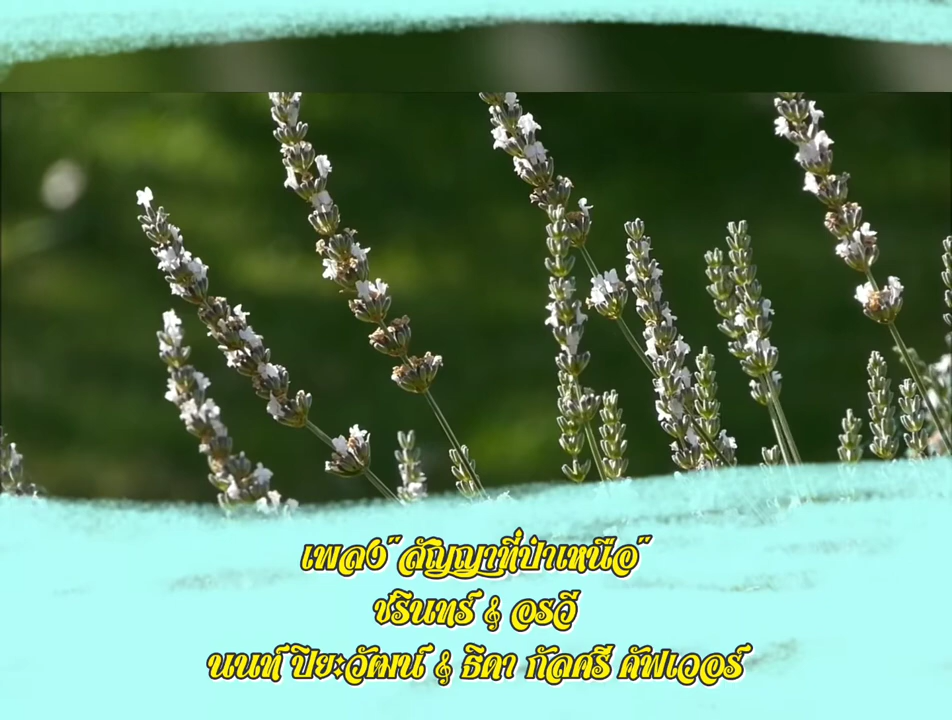 เพลง"สัญญาที่ป่าเหนือ"
ชรินทร์ & อรวี
นนท์ ปิยะวัฒน์ & ธิดา กัลศรี คัฟเวอร์